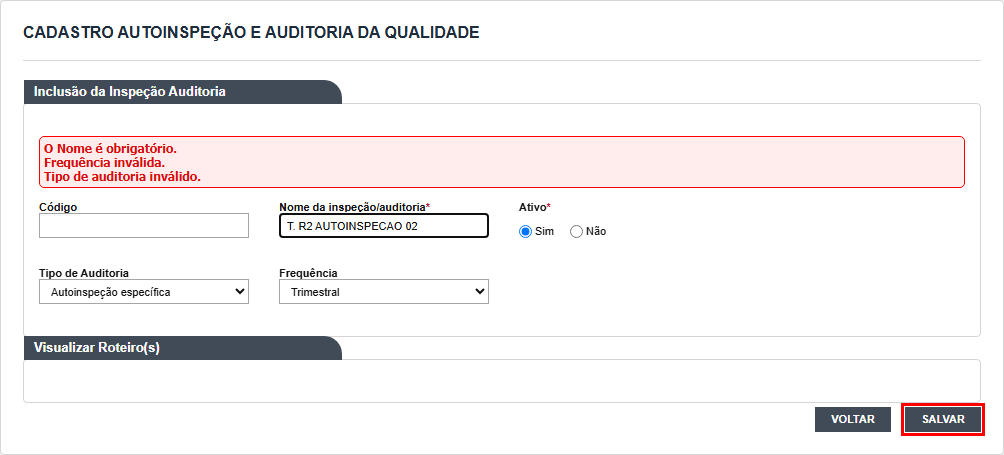 CADASTRO AUTOINSPEÇÃO E AUDITORIA DA QUALIDADE
Inclusão da Inspeção Auditoria
O Nome é obrigatório.
Frequência inválida.
Tipo de auditoria inválido.
Código
Nome da inspeção/auditoria*
Ativo*
T. R2 AUTOINSPECAO 02
Sim
Não
Tipo de Auditoria
Frequência
Autoinspeção específica
Trimestral
Visualizar Roteiro(s)
VOLTAR
SALVAR